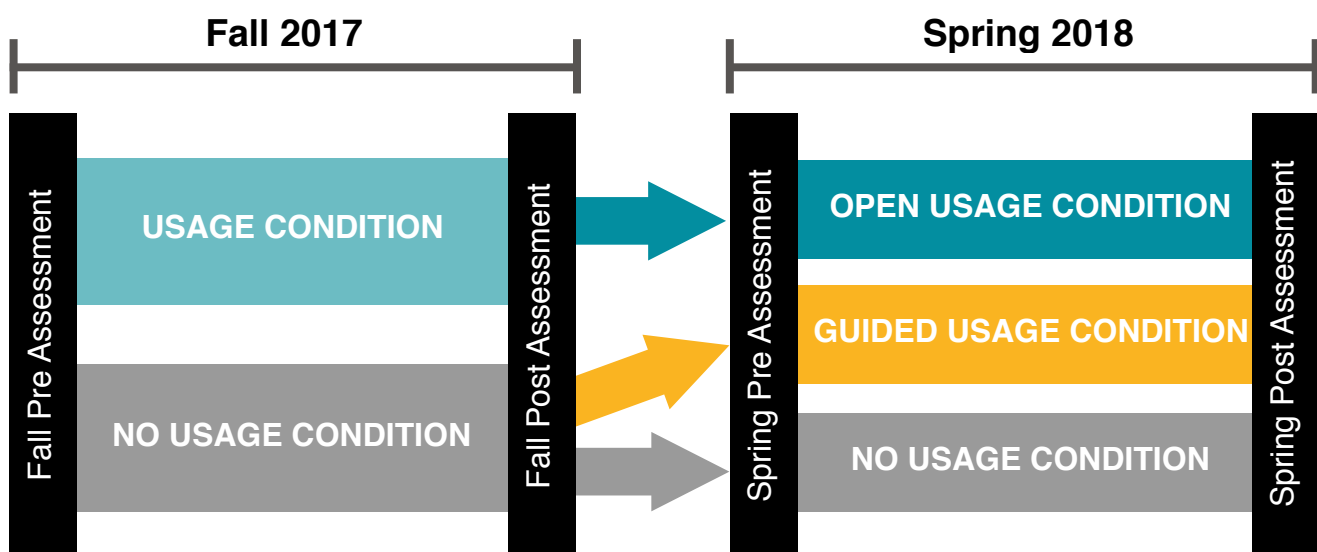 Fall 2017
Spring 2018
Fall Pre Assessment
USAGE CONDITION
NO USAGE CONDITION
Fall Post Assessment
Spring Pre Assessment
OPEN USAGE CONDITION
GUIDED USAGE CONDITION
NO USAGE CONDITION
Spring Post Assessment